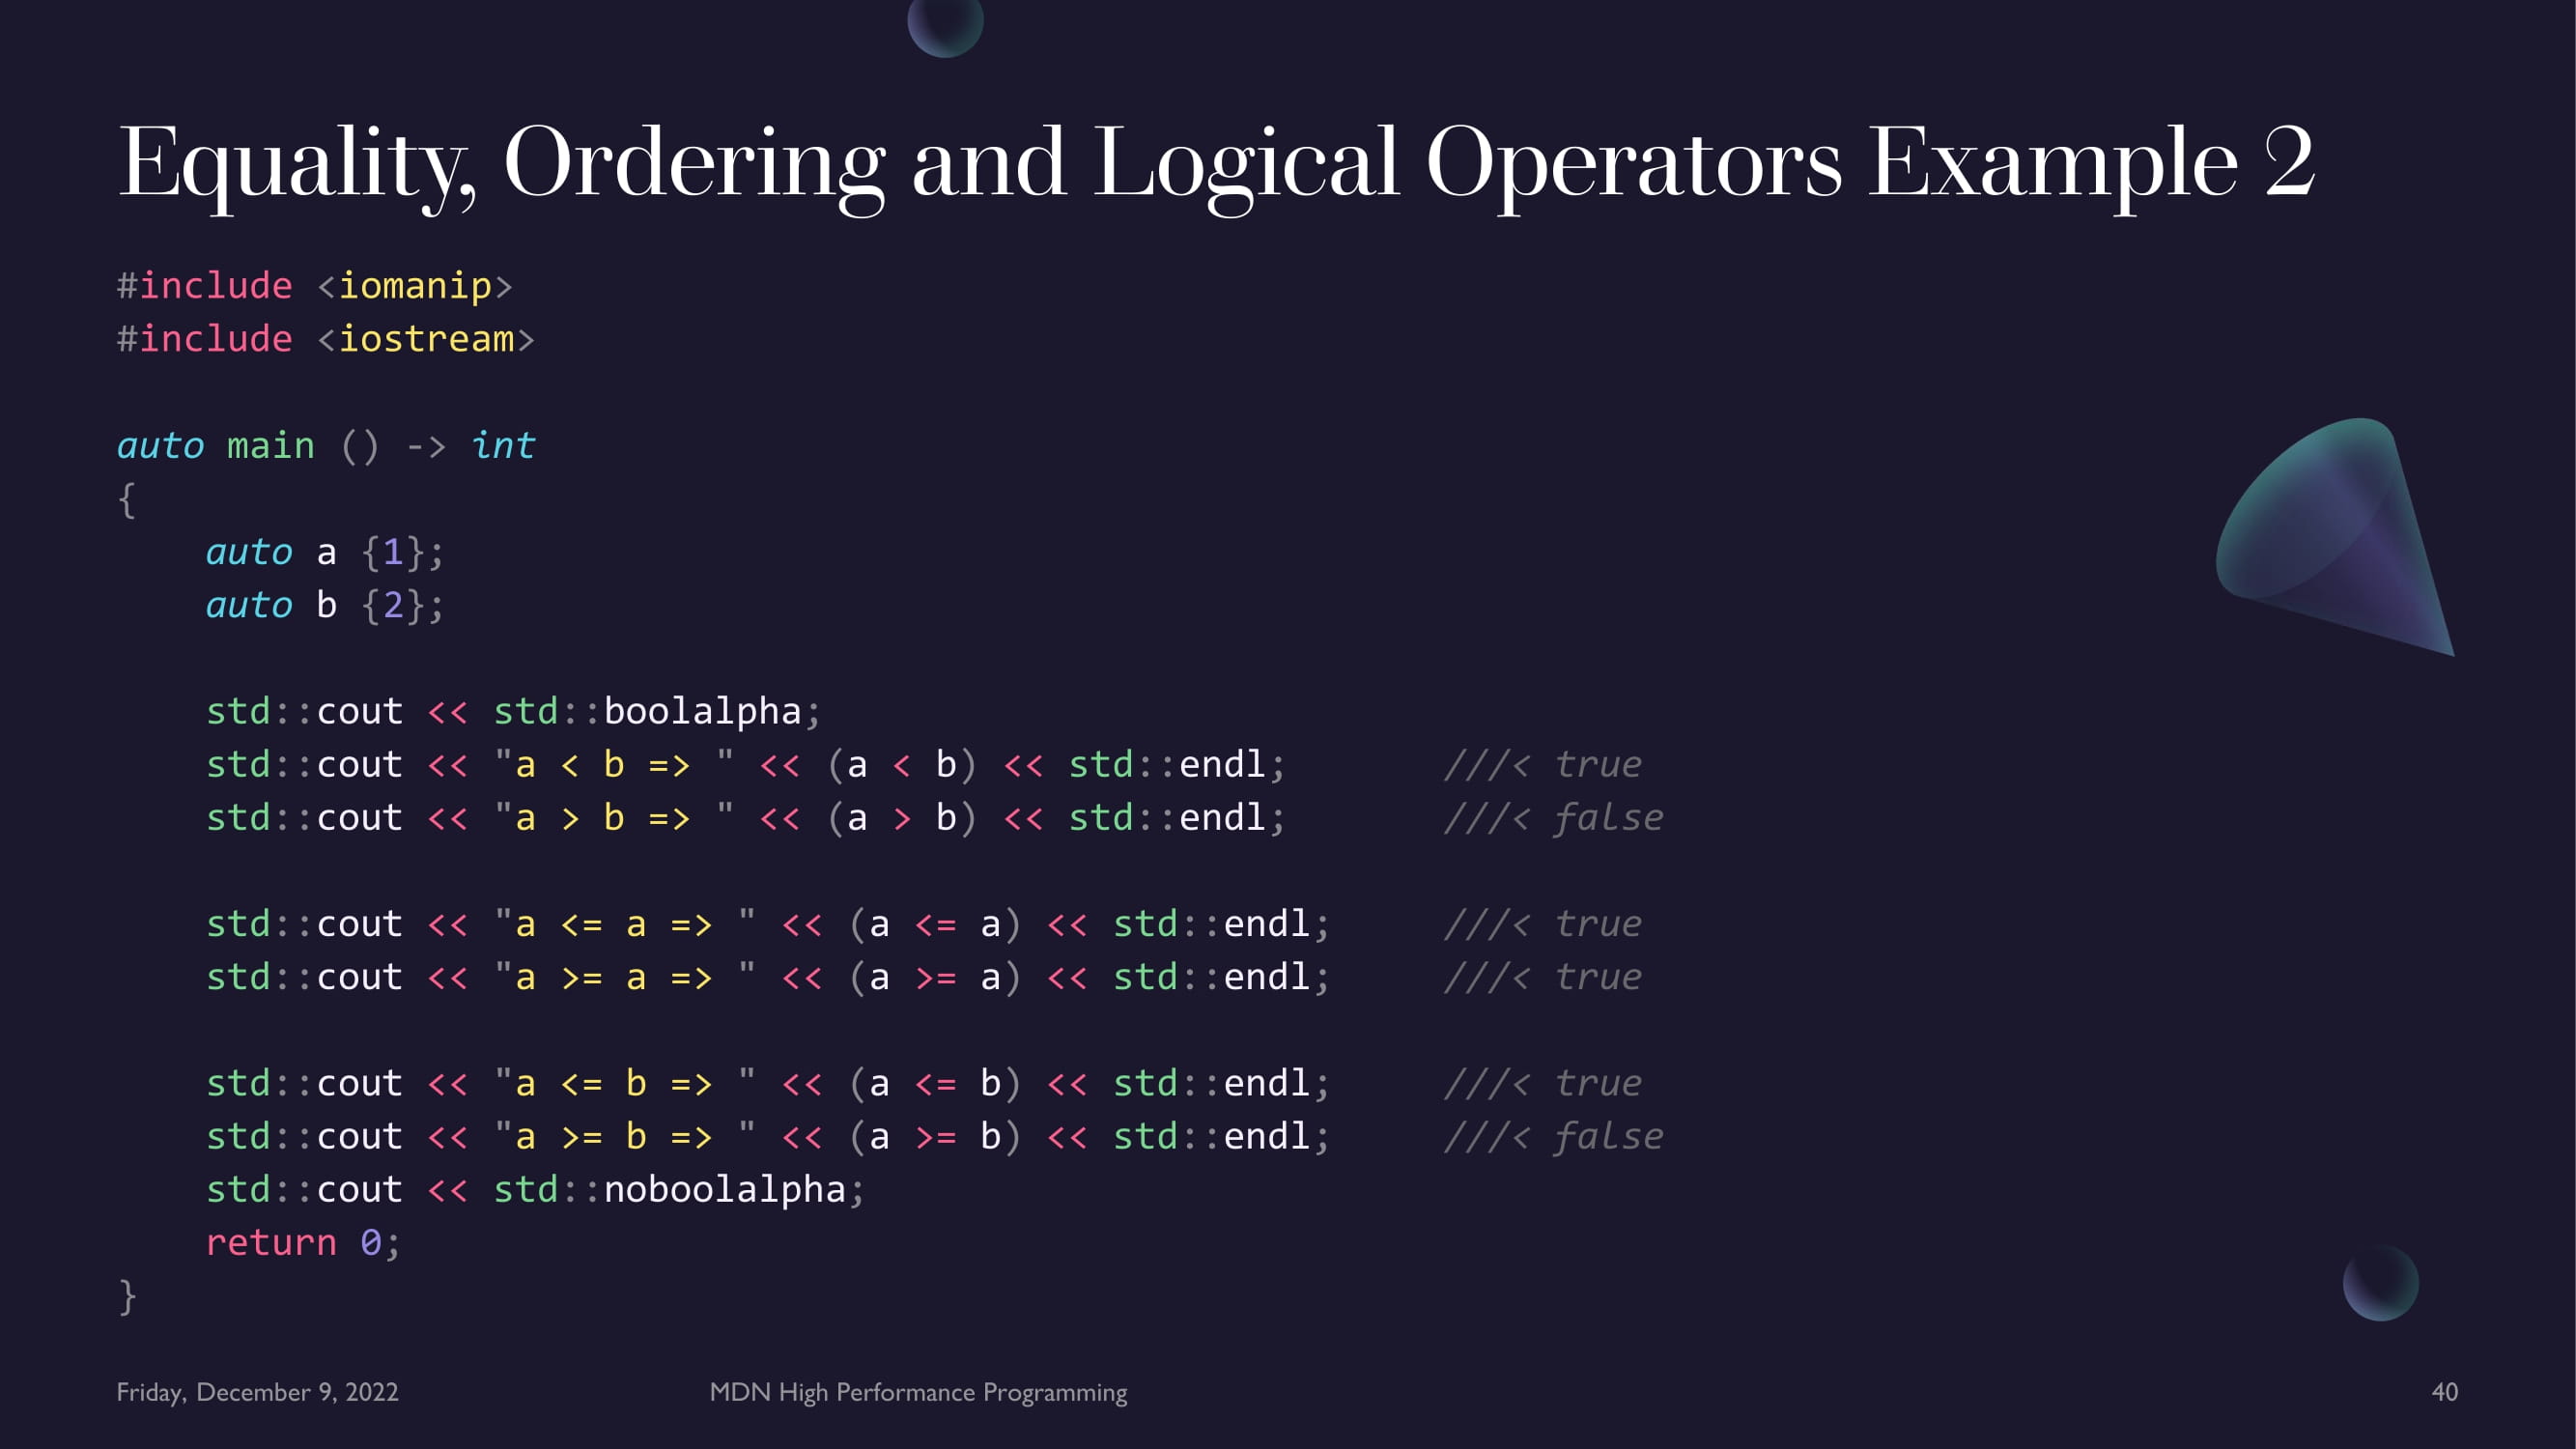 Equality, Ordering and Logical Operators Example 2
#include <iomanip>
#include <iostream>
auto main () -> int
{
    auto a {1};
    auto b {2};
    std::cout << std::boolalpha;
    std::cout << "a < b => " << (a < b) << std::endl;       ///< true
    std::cout << "a > b => " << (a > b) << std::endl;       ///< false
    std::cout << "a <= a => " << (a <= a) << std::endl;     ///< true
    std::cout << "a >= a => " << (a >= a) << std::endl;     ///< true
    std::cout << "a <= b => " << (a <= b) << std::endl;     ///< true
    std::cout << "a >= b => " << (a >= b) << std::endl;     ///< false
    std::cout << std::noboolalpha;
    return 0;
}
Friday, December 9, 2022 MDN High Performance Programming 40